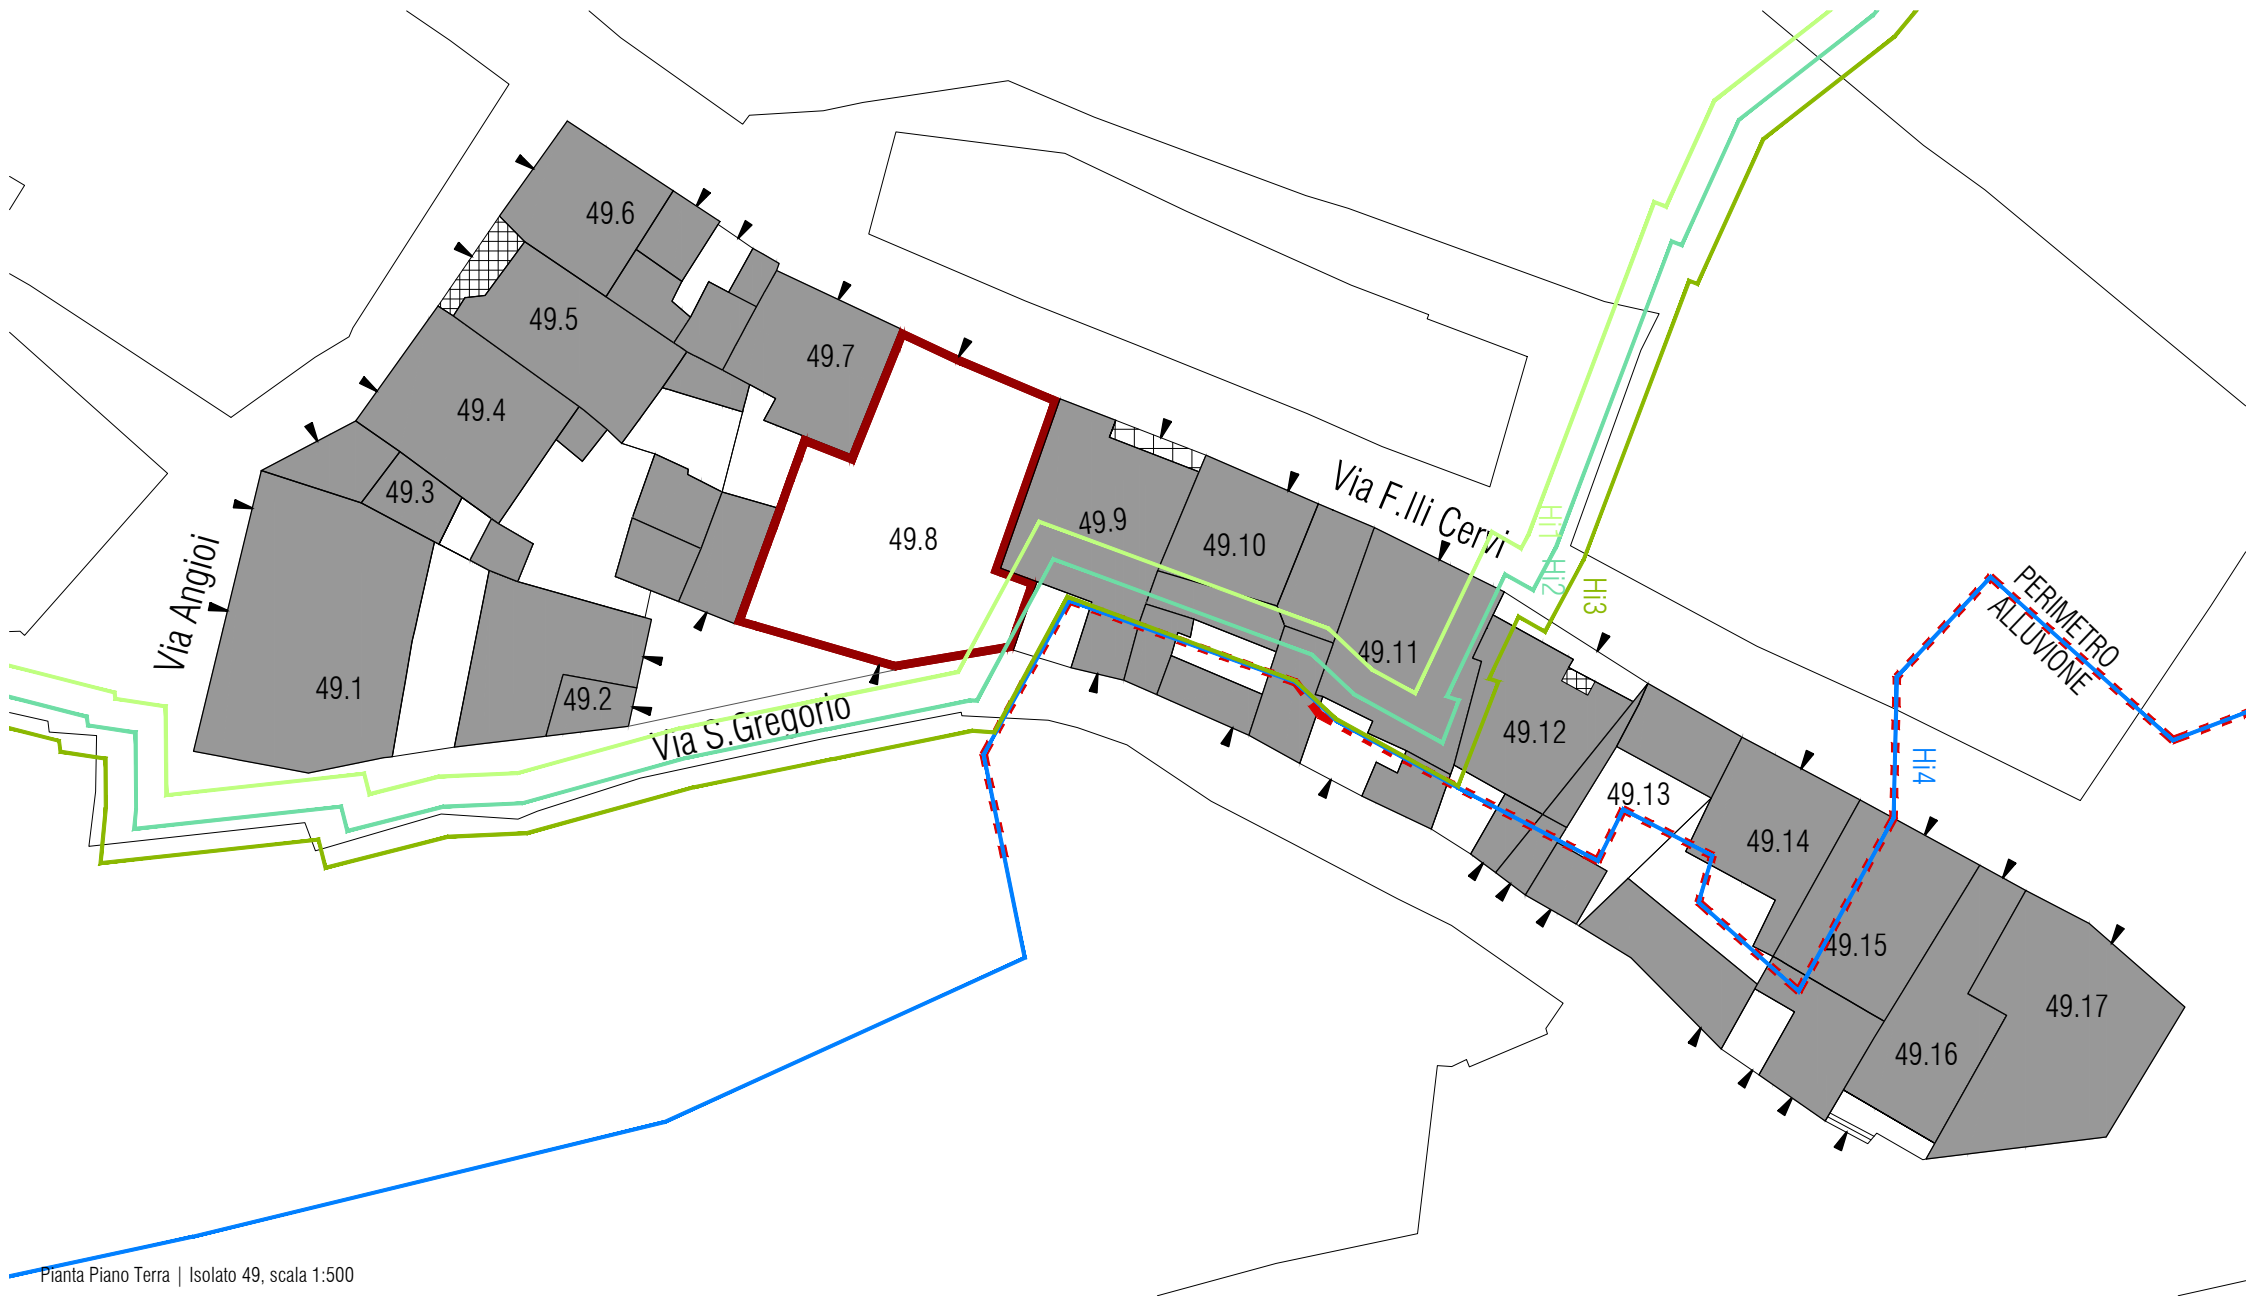 49.6
49.5
49.7
49.4
49.3
49.8
49.9
49.10
Via F.lli Cervi
Hi1
Hi2
Hi3
PERIMETRO
ALLUVIONE
Via Angioi
49.1
49.2
Via S.Gregorio
49.11
49.12
49.13
Hi4
49.14
49.15
49.16
49.17
Pianta Piano Terra | Isolato 49, scala 1:500